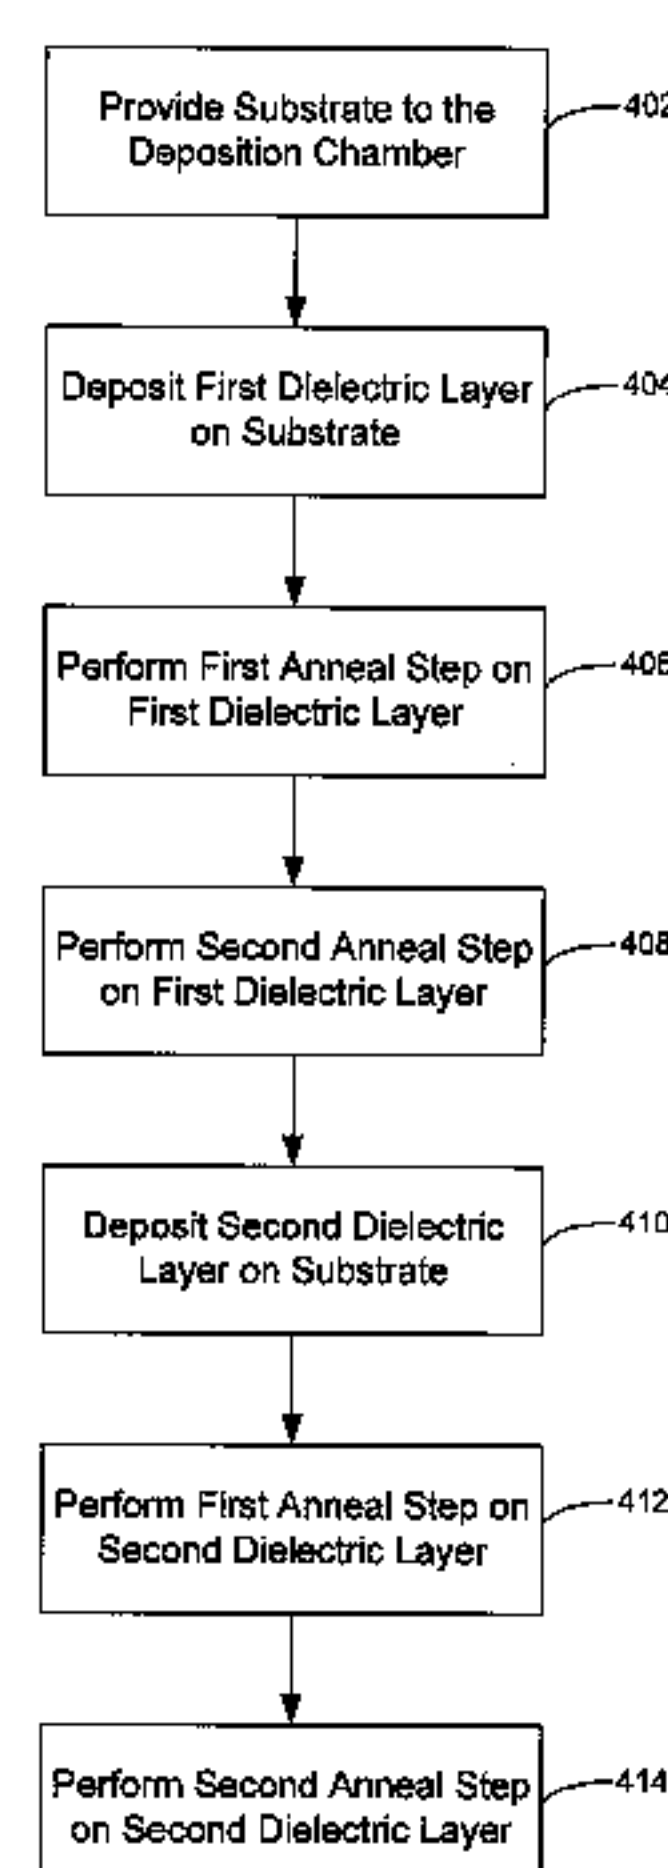 Provide Substrate to the
Deposition Chamber
402
Deposit First Dielectric Layer
on Substrate
404
Perform First Anneal Step on
First Dielectric Layer
406
Perform Second Anneal Step
on First Dielectric Layer
408
Deposit Second Dielectric
Layer on Substrate
410
Perform First Anneal Step on
Second Dielectric Layer
412
Perform Second Anneal Step
on Second Dielectric Layer
414